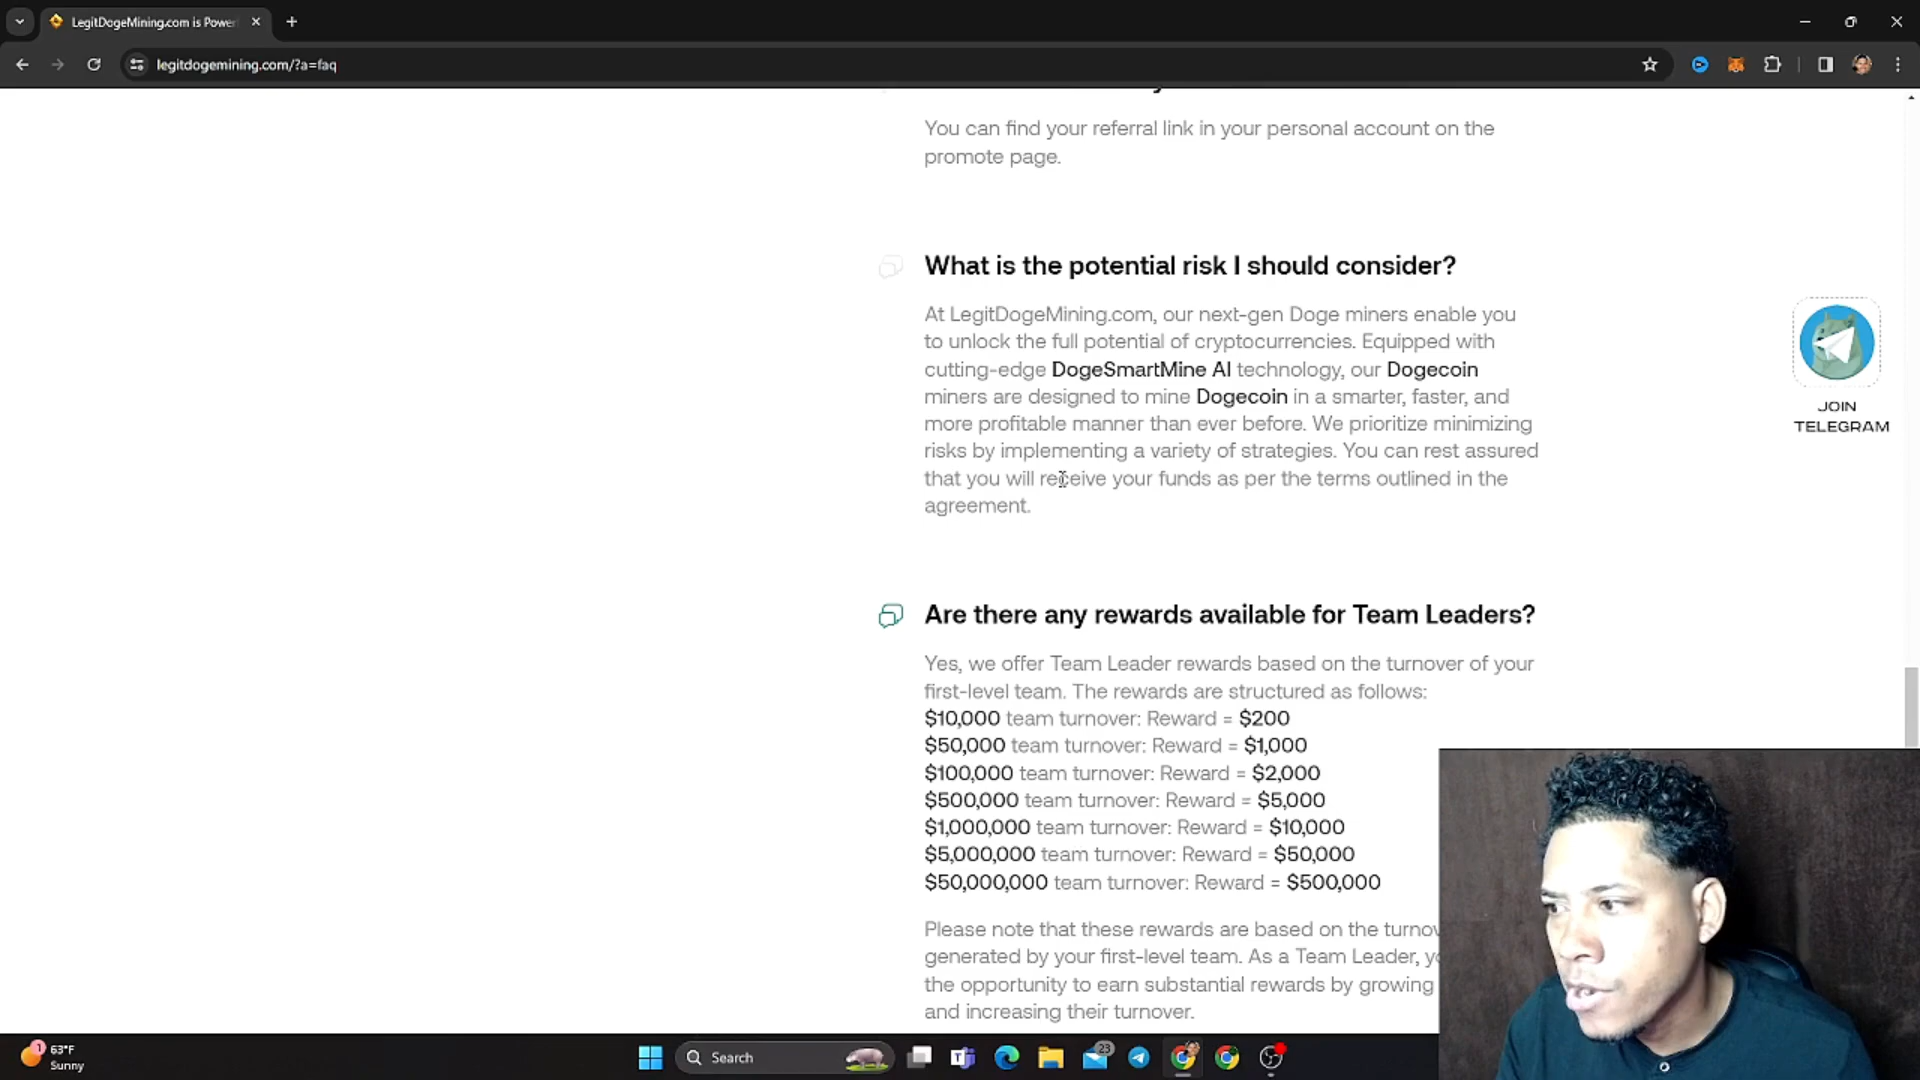 LegitDogeMining.com is Power
legitdogemining.com/?a=faq
You can find your referral link in your personal account on the
promote page.
What is the potential risk I should consider?
At LegitDogeMining.com, our next-gen Doge miners enable you
to unlock the full potential of cryptocurrencies. Equipped with
cutting-edge DogeSmartMine AI technology, our Dogecoin
miners are designed to mine Dogecoin in a smarter, faster, and
more profitable manner than ever before. We prioritize minimizing
risks by implementing a variety of strategies. You can rest assured
that you will receive your funds as per the terms outlined in the
agreement.
JOIN
TELEGRAM
Are there any rewards available for Team Leaders?
Yes, we offer Team Leader rewards based on the turnover of your
first-level team. The rewards are structured as follows:
$10,000 team turnover: Reward = $200
$50,000 team turnover: Reward = $1,000
$100,000 team turnover: Reward = $2,000
$500,000 team turnover: Reward = $5,000
$1,000,000 team turnover: Reward = $10,000
$5,000,000 team turnover: Reward = $50,000
$50,000,000 team turnover: Reward = $500,000
Please note that these rewards are based on the turnov
generated by your first-level team. As a Team Leader, y
the opportunity to earn substantial rewards by growing
and increasing their turnover.
1
63°F
Sunny
Search
23